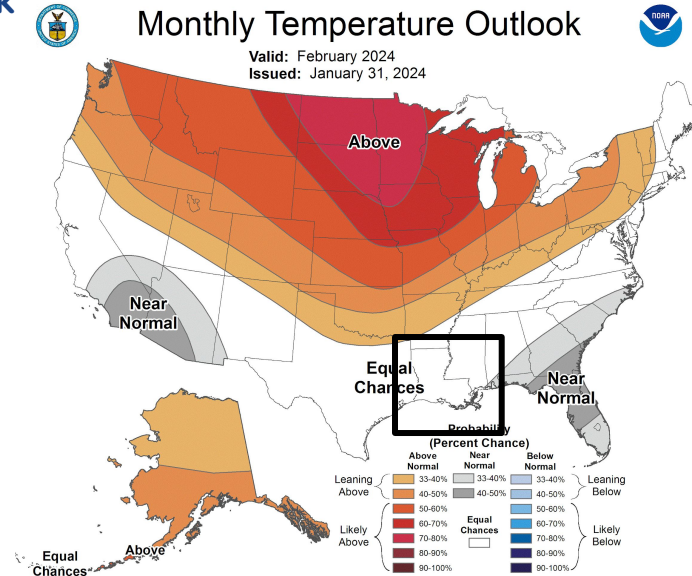 K
NOAA
Monthly Temperature Outlook
Valid: February 2024
Issued: January 31, 2024
Above
Near
Normal
Equal
Chances
Near
Normal
Above
Equal
Chances
Probability
(Percent Chance)
Above
Normal
Near
Normal
Below
Normal
Leaning
Above
33-40%
33-40%
33-40%
Leaning
Below
40-50%
40-50%
40-50%
Likely
Above
50-60%
60-70%
70-80%
80-90%
90-100%
Equal
Chances
50-60%
60-70%
70-80%
80-90%
90-100%
Likely
Below